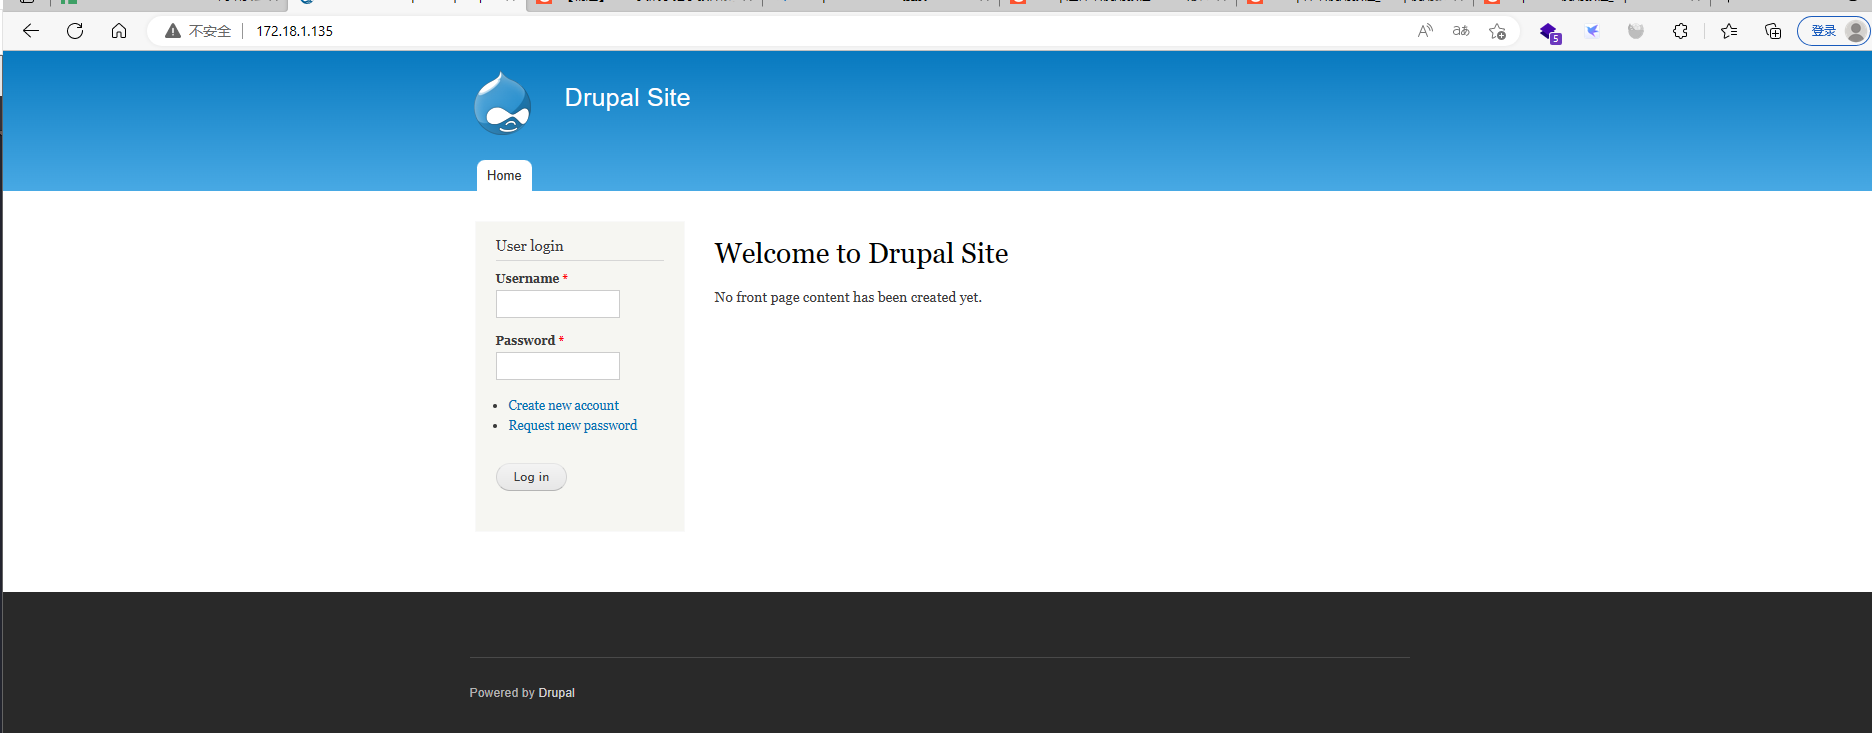 不安全 172.18.1.135
登录
5
Drupal Site
Home
User login
Username *
Password *
Create new account
Request new password
Log in
Welcome to Drupal Site
No front page content has been created yet.
Powered by Drupal